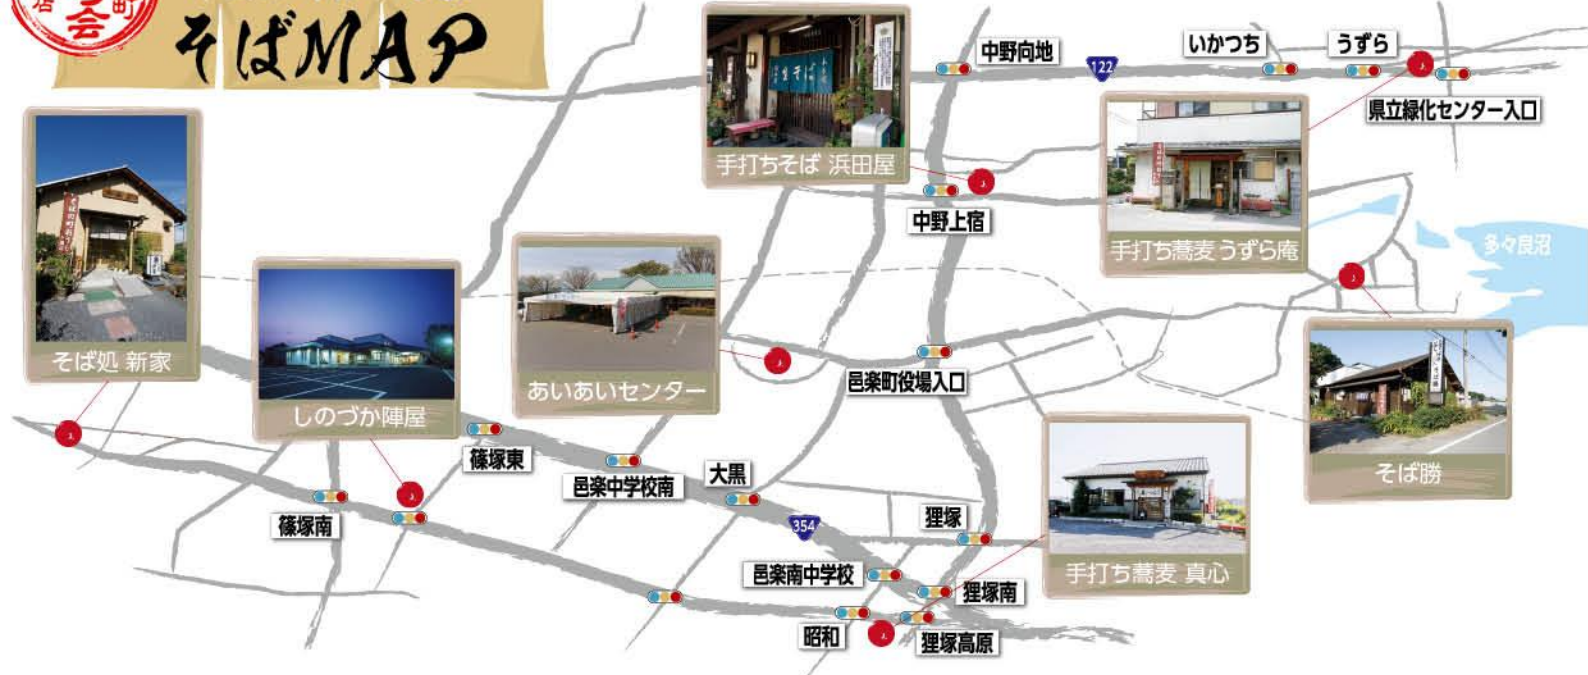 町
会
店
そばMAP
中野向地
122
いかつち
うずら
県立緑化センター入口
手打ちそば 浜田屋
中野上宿
手打ち蕎麦 うずら庵
多々良沼
そば処 新家
しのづか陣屋
あいあいセンター
邑楽町役場入口
そば勝
篠塚東
邑楽中学校南
大黒
篠塚南
354
狸塚
手打ち蕎麦 真心
邑楽南中学校
狸塚南
昭和
狸塚高原